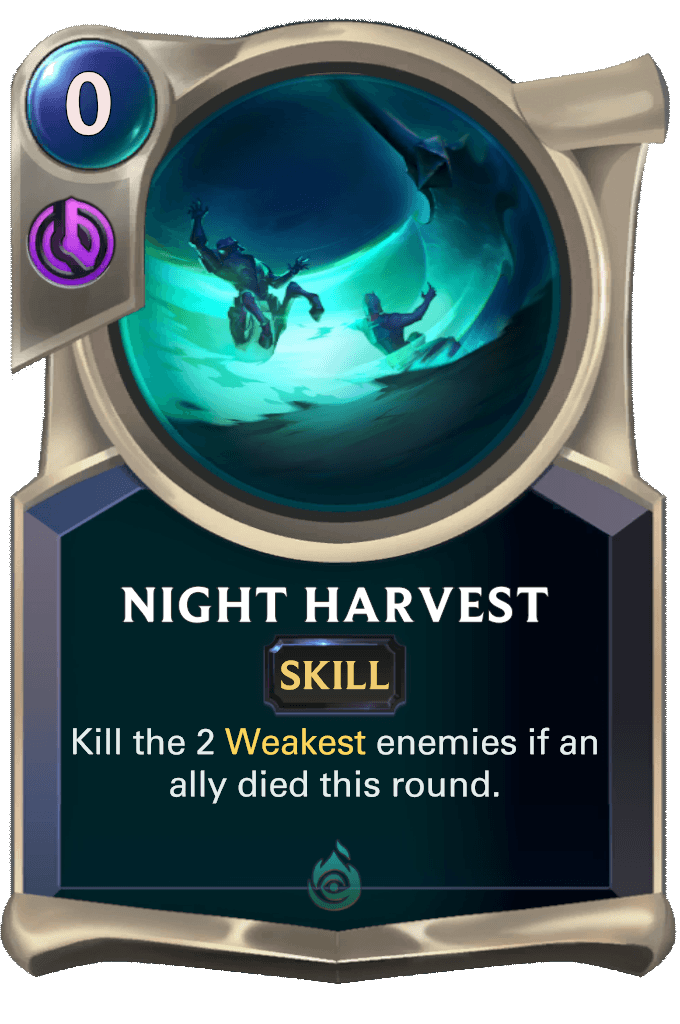 0
NIGHT HARVEST
SKILL
Kill the 2 Weakest enemies if an
ally died this round.